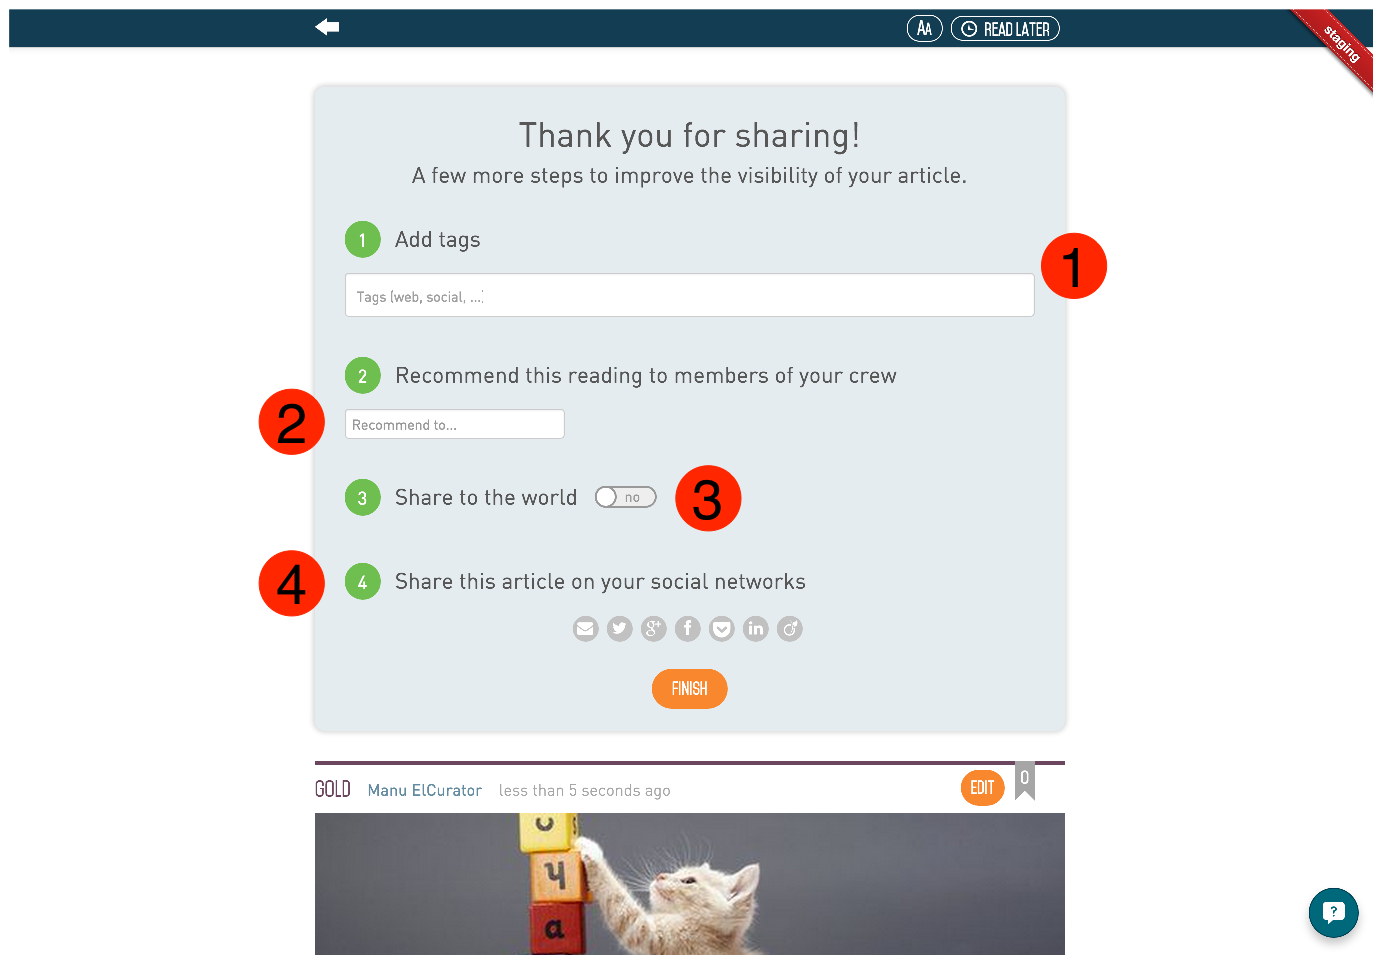 AA
READ LATER
staging
Thank you for sharing!
A few more steps to improve the visibility of your article.
1 Add tags
1
Tags (web, social, ...)
2 Recommend this reading to members of your crew
2
Recommend to...
3 Share to the world no
3
4
4 Share this article on your social networks
g+ f in
FINISH
GOLD Manu ElCurator less than 5 seconds ago
EDIT
0
y
a
?